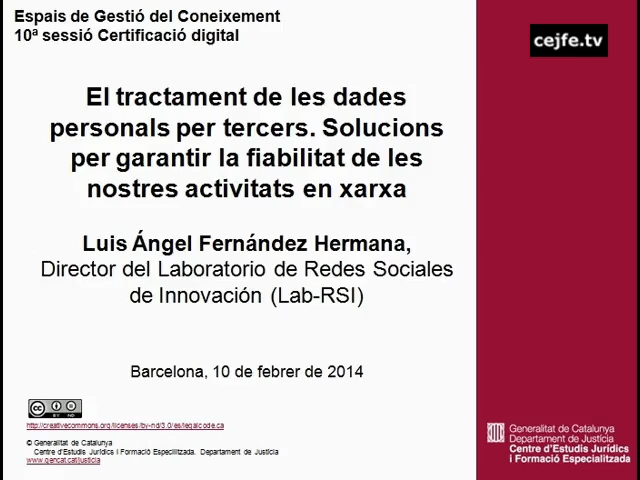 Espais de Gestió del Coneixement
10ª sessió Certificació digital
cejfe.tv
El tractament de les dades
personals per tercers. Solucions
per garantir la fiabilitat de les
nostres activitats en xarxa
Luis Ángel Fernández Hermana,
Director del Laboratorio de Redes Sociales
de Innovación (Lab-RSI)
Barcelona, 10 de febrer de 2014
cc
BY ND
http://creativecommons.org/licenses/by-nd/3.0/es/legalcode.ca
© Generalitat de Catalunya
Centre d'Estudis Jurídics i Formació Especialitzada. Departament de Justícia
www.gencat.cat/justicia
Generalitat de Catalunya
Departament de Justícia
Centre d'Estudis Jurídics
i Formació Especialitzada